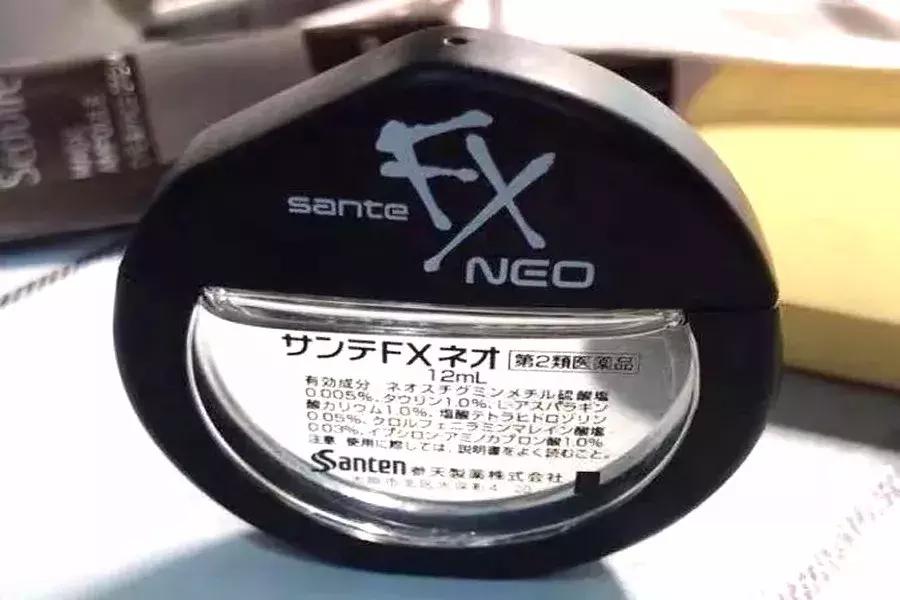 sante FX NEO
サンテFXネオ 第2類医薬品
12mL
有効成分 ネオスチグミンメチル硫酸塩
0.005%、タウリン1.0%、L-アスパラギン
酸カリウム1.0%、塩酸テトラヒドロゾリン
0.05%、クロルフェニラミンマレイン酸塩
0.03%、イプシロン-アミノカプロン酸1.0%
注意 使用に際しては、説明書をよく読むこと。
Santen 参天製薬株式会社